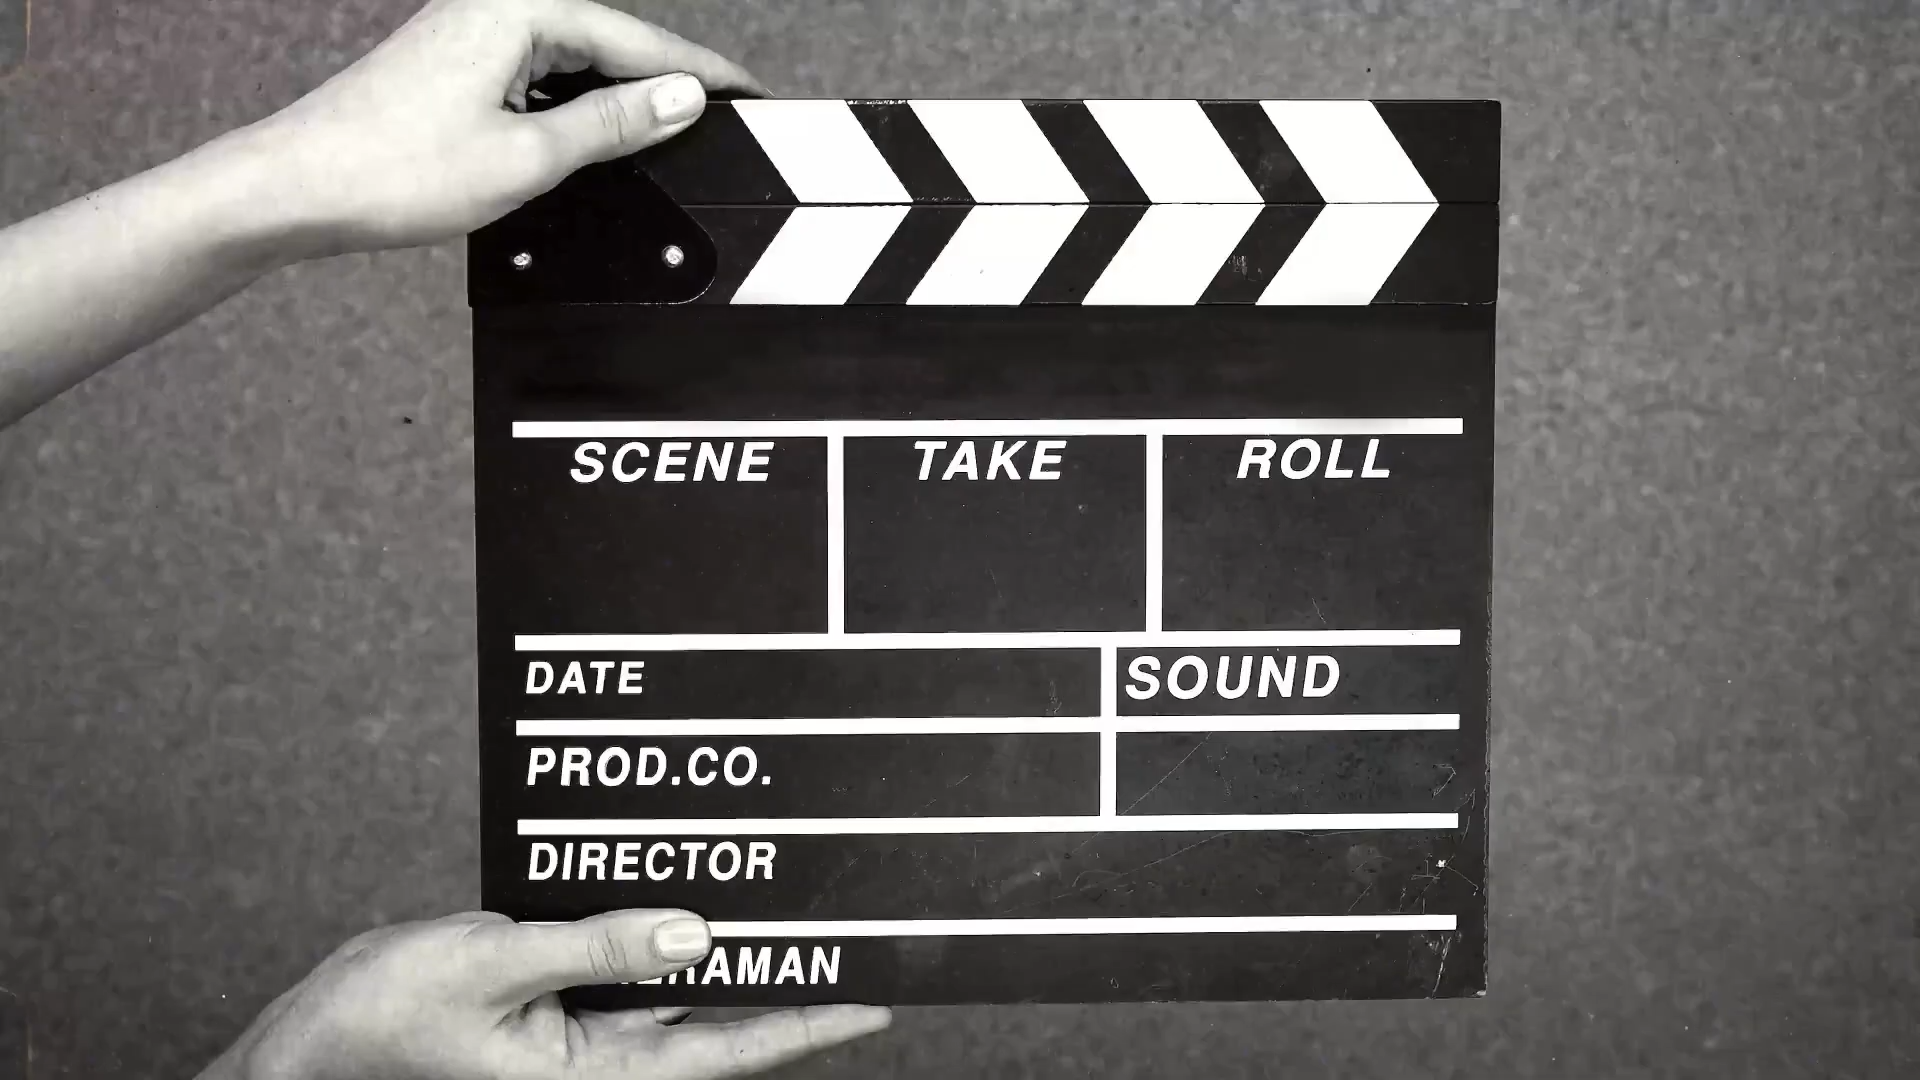 SCENE TAKE ROLL
DATE SOUND
PROD.CO.
DIRECTOR